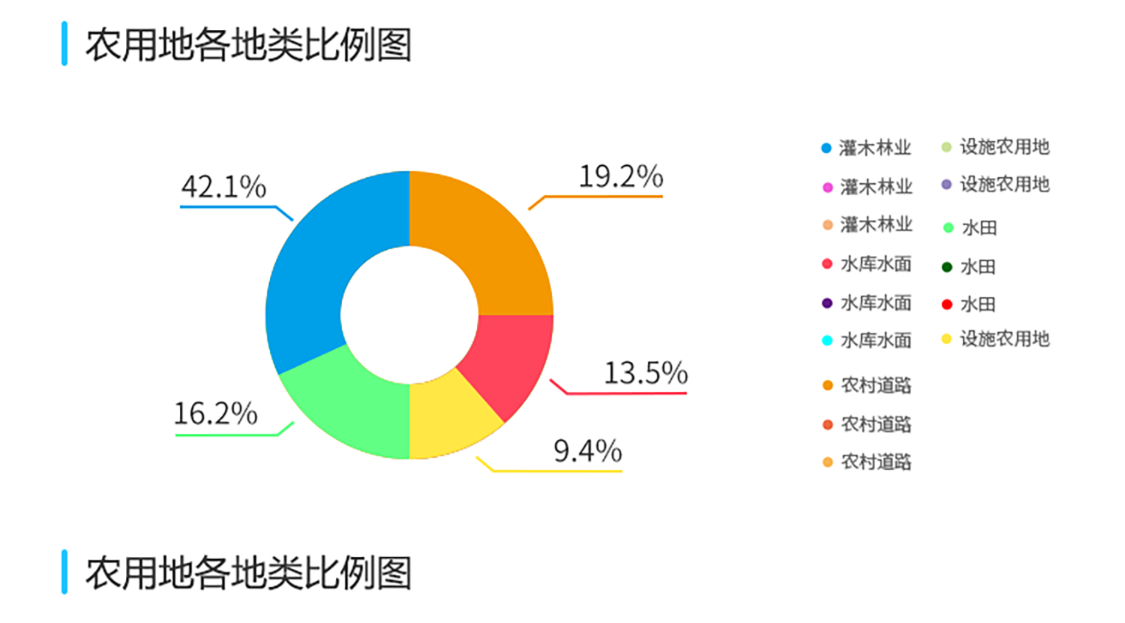 农用地各地类比例图
42.1%
19.2%
13.5%
16.2%
9.4%
灌木林业
设施农用地
灌木林业
设施农用地
灌木林业
水田
水库水面
水田
水库水面
水田
水库水面
设施农用地
农村道路
农村道路
农村道路
农用地各地类比例图